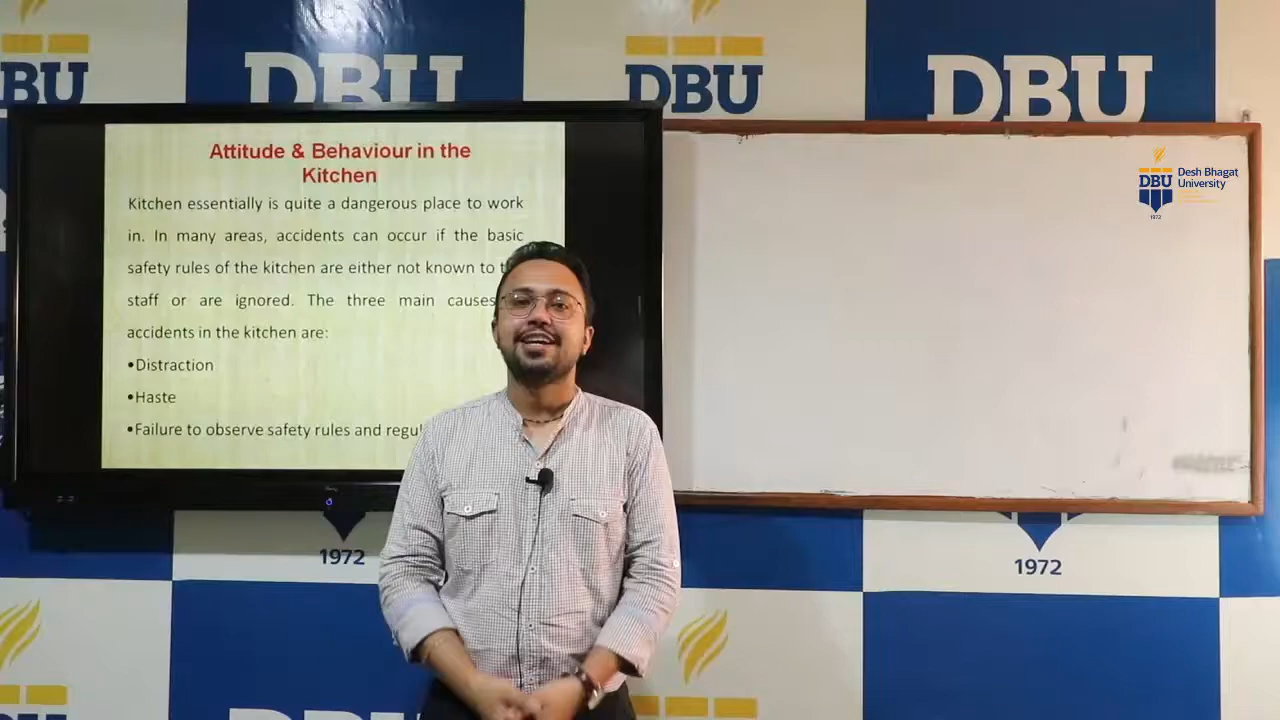 DBU
DBU
DBU
DBU
Attitude & Behaviour in the
Kitchen
Kitchen essentially is quite a dangerous place to work
in. In many areas, accidents can occur if the basic
safety rules of the kitchen are either not known to
staff or are ignored. The three main causes
accidents in the kitchen are:
•Distraction
•Haste
•Failure to observe safety rules and
DBU
Desh Bhagat
University
1972
1972
1972